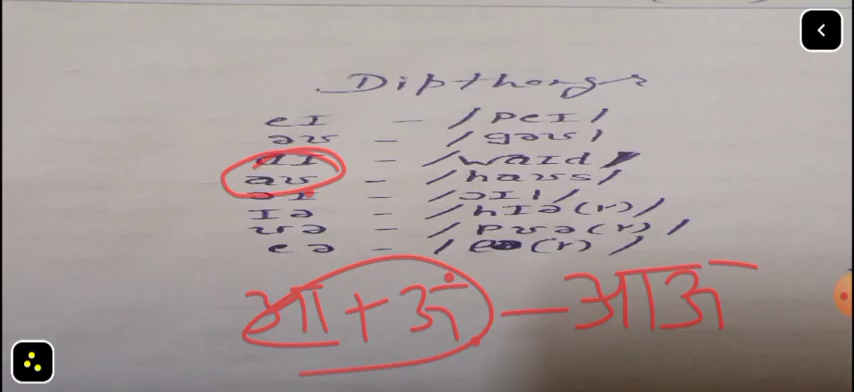 Dipthongs
eɪ - /peɪ/
əʊ - /gəʊ/
aɪ - /waɪd/
aʊ - /haʊs/
ɔɪ - /ɔɪl/
ɪə - /hɪə(r)/
ʊə - /pʊə(r)/
eə - / (r)/
आ + उ - आउ